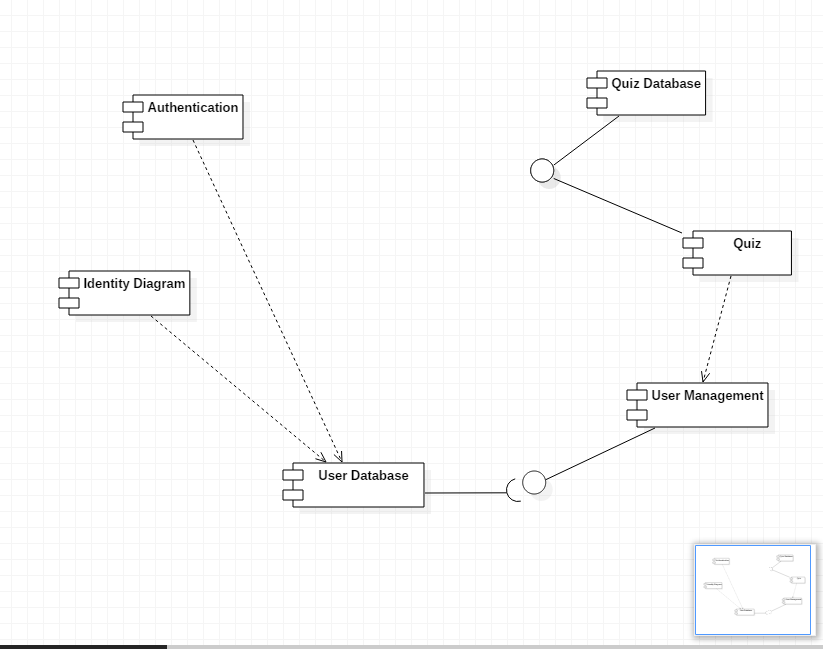 Quiz Database
Authentication
Quiz
Identity Diagram
User Management
User Database